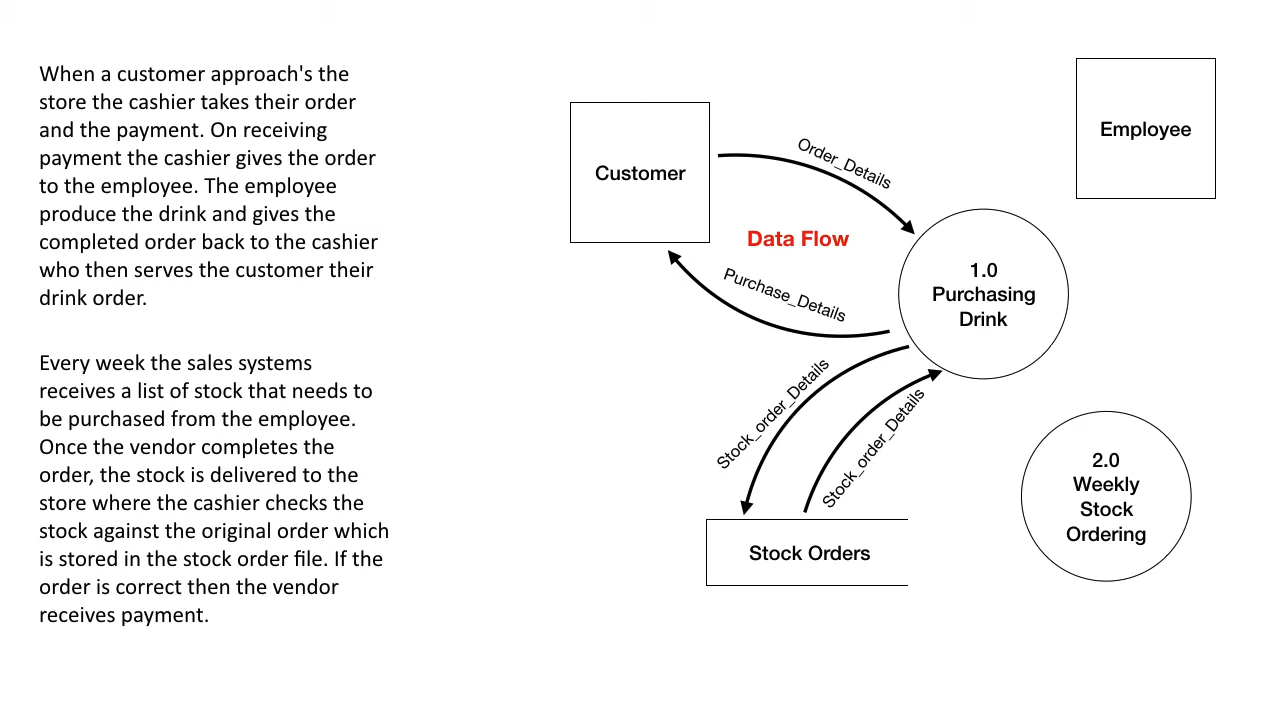 When a customer approach's the
store the cashier takes their order
and the payment. On receiving
payment the cashier gives the order
to the employee. The employee
produce the drink and gives the
completed order back to the cashier
who then serves the customer their
drink order.
Every week the sales systems
receives a list of stock that needs to
be purchased from the employee.
Once the vendor completes the
order, the stock is delivered to the
store where the cashier checks the
stock against the original order which
is stored in the stock order file. If the
order is correct then the vendor
receives payment.
Employee
Customer
Order_Details
Data Flow
Purchase_Details
1.0
Purchasing
Drink
Stock_order_Details
Stock_order_Details
Stock Orders
2.0
Weekly
Stock
Ordering